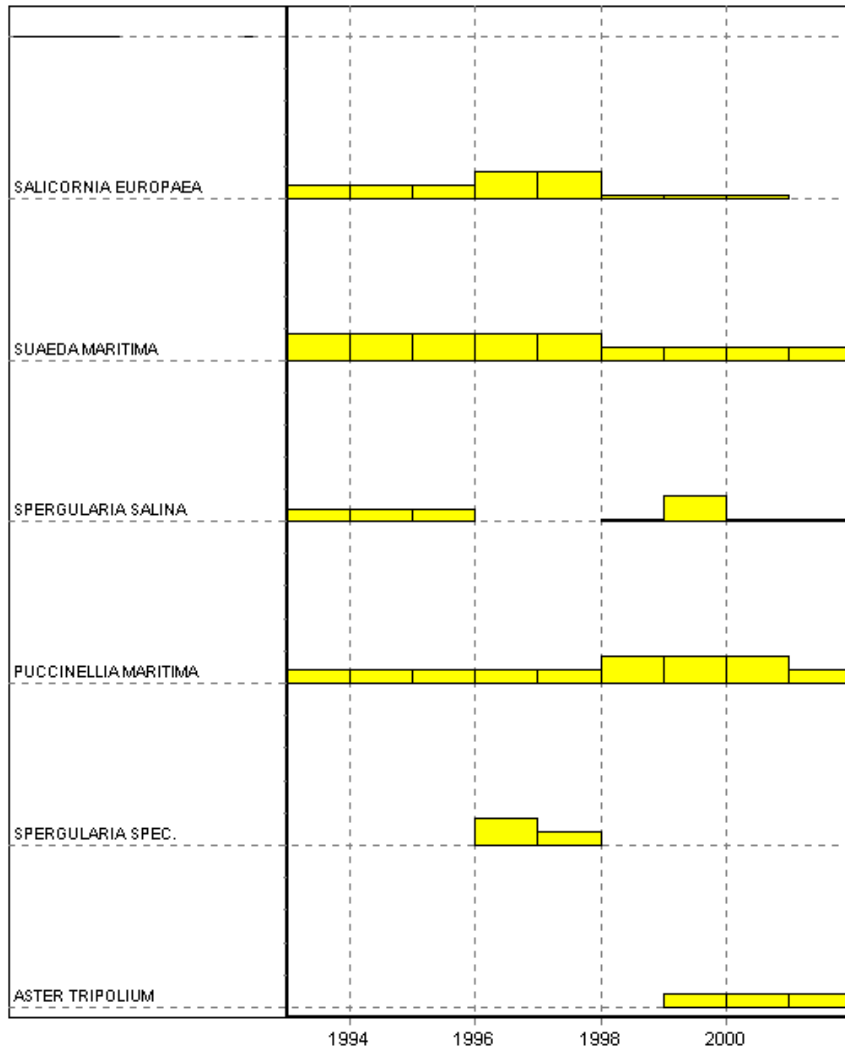 SALICORNIA EUROPAEA
SUAEDA MARITIMA
SPERGULARIA SALINA
PUCCINELLIA MARITIMA
SPERGULARIA SPEC.
ASTER TRIPOLIUM
1994 1996 1998 2000